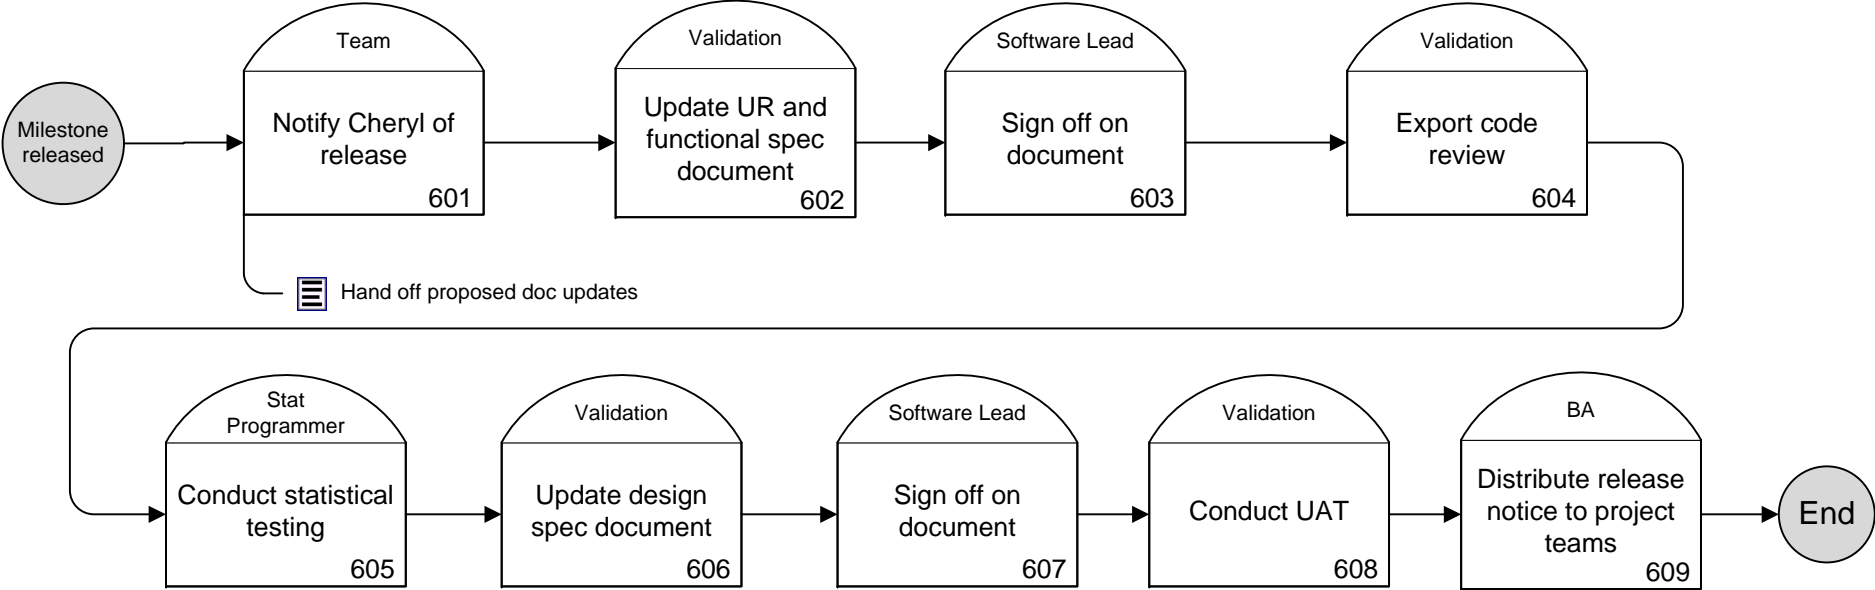 Milestone
released
Team
Notify Cheryl of
release
601
Validation
Update UR and
functional spec
document
602
Software Lead
Sign off on
document
603
Validation
Export code
review
604
Hand off proposed doc updates
Stat
Programmer
Conduct statistical
testing
605
Validation
Update design
spec document
606
Software Lead
Sign off on
document
607
Validation
Conduct UAT
608
BA
Distribute release
notice to project
teams
609
End